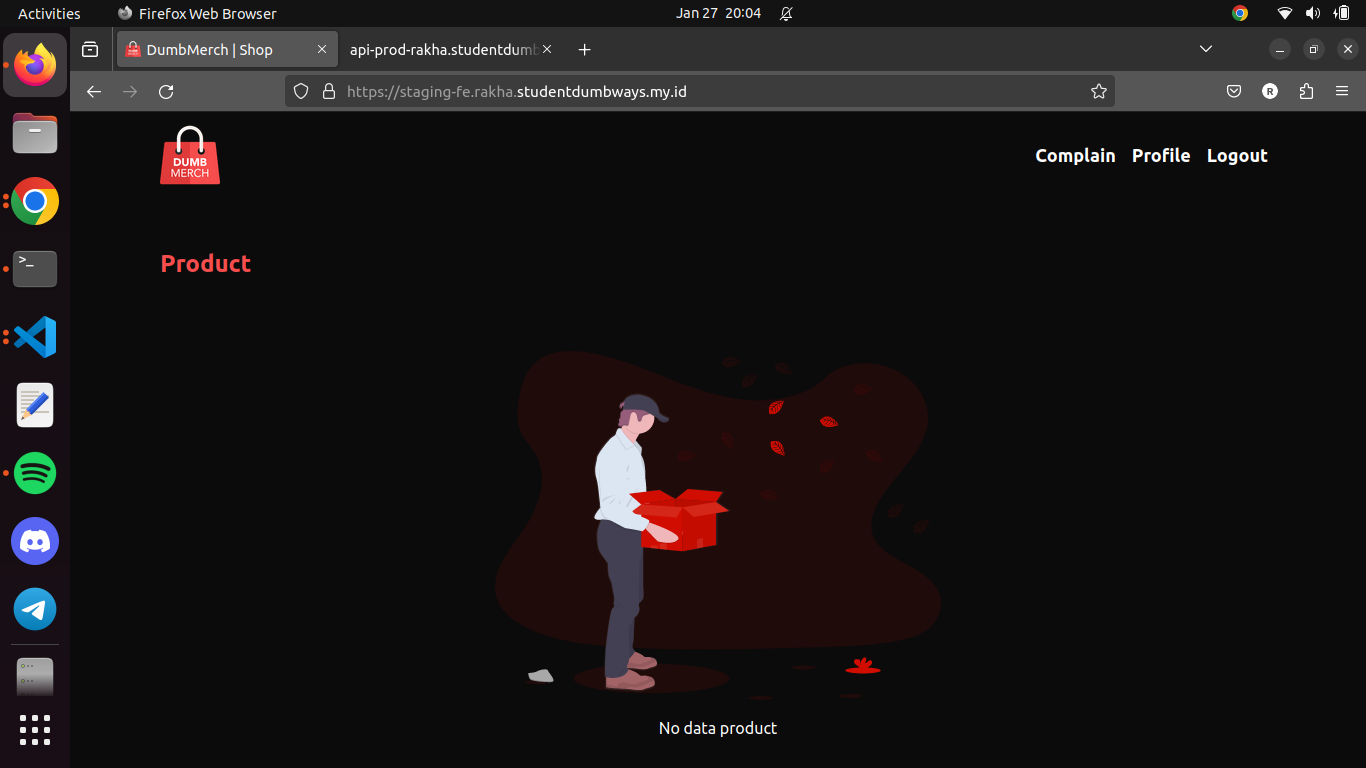 Activities
Firefox Web Browser
Jan 27 20:04
DumbMerch | Shop
api-prod-rakha.studentdumb
https://staging-fe.rakha.studentdumbways.my.id
R
DUMB
MERCH
Complain
Profile
Logout
Product
No data product
>_